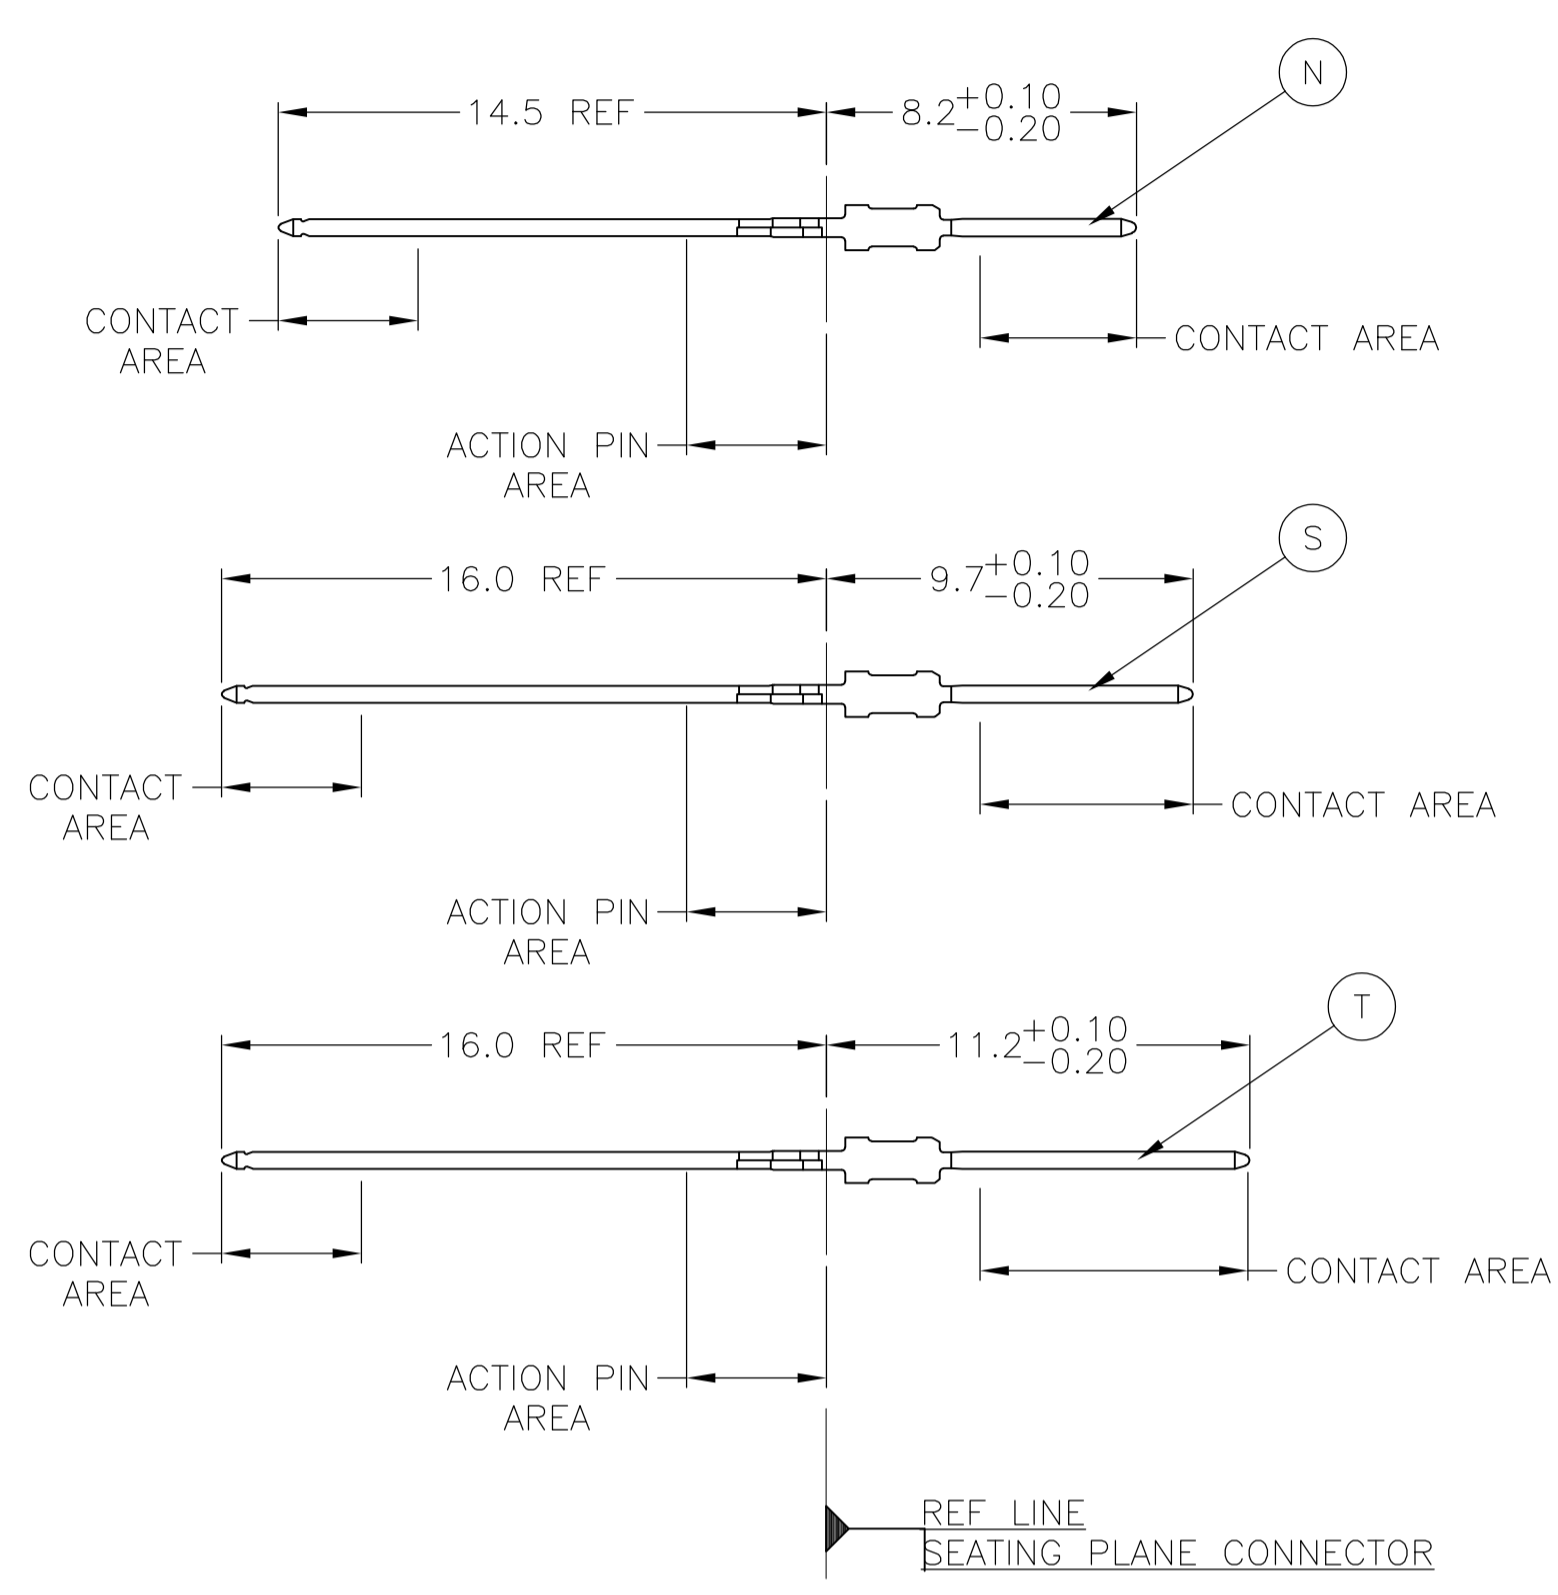 N
14.5 REF
8.2 +0.10
−0.20
CONTACT
AREA
CONTACT AREA
ACTION PIN
AREA
S
16.0 REF
9.7 +0.10
−0.20
CONTACT
AREA
CONTACT AREA
ACTION PIN
AREA
T
16.0 REF
11.2 +0.10
−0.20
CONTACT
AREA
CONTACT AREA
ACTION PIN
AREA
REF LINE
SEATING PLANE CONNECTOR